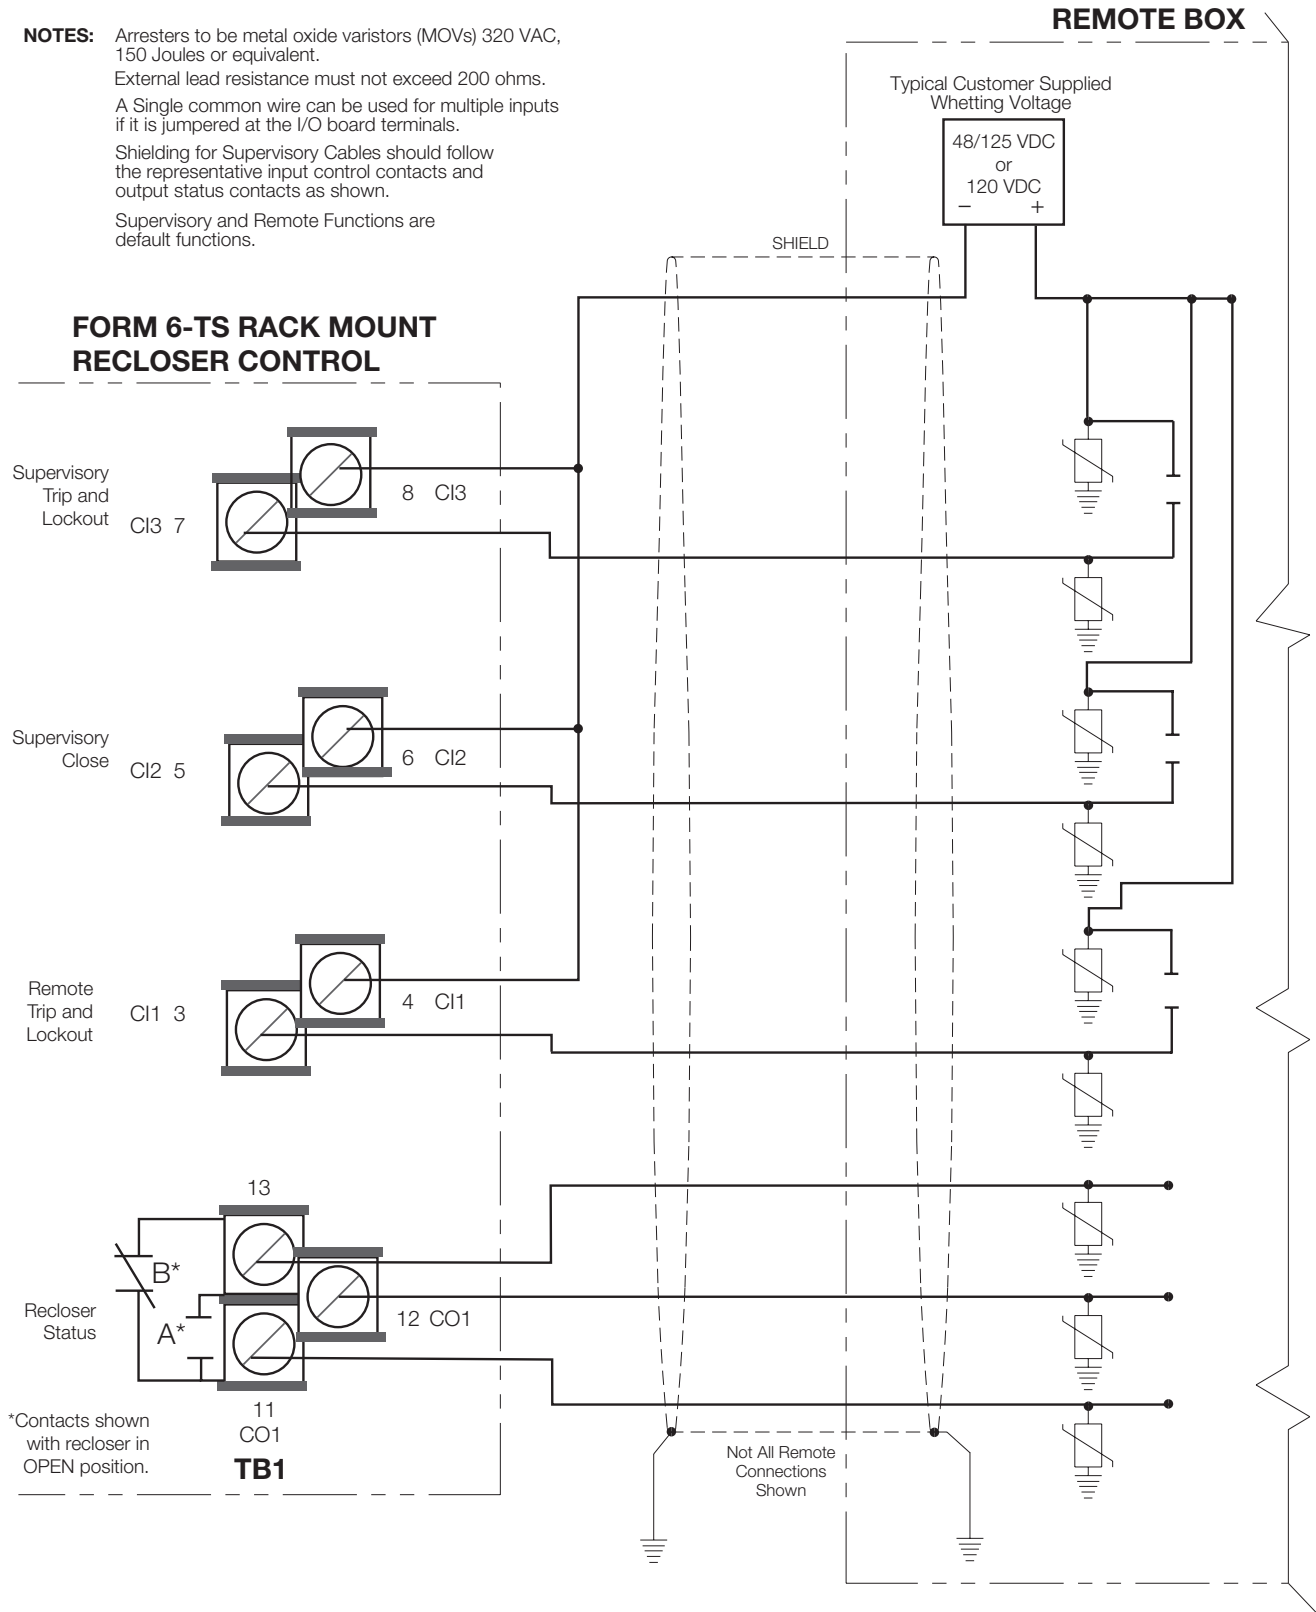 REMOTE BOX
NOTES: Arresters to be metal oxide varistors (MOVs) 320 VAC,
150 Joules or equivalent.
External lead resistance must not exceed 200 ohms.
A Single common wire can be used for multiple inputs
if it is jumpered at the I/O board terminals.
Shielding for Supervisory Cables should follow
the representative input control contacts and
output status contacts as shown.
Supervisory and Remote Functions are
default functions.
Typical Customer Supplied
Whetting Voltage
48/125 VDC
or
120 VDC
− +
SHIELD
FORM 6-TS RACK MOUNT
RECLOSER CONTROL
Supervisory
Trip and
Lockout
CI3 7
8 CI3
Supervisory
Close
CI2 5
6 CI2
Remote
Trip and
Lockout
CI1 3
4 CI1
13
B*
Recloser
Status
A*
12 CO1
11
CO1
TB1
*Contacts shown
with recloser in
OPEN position.
Not All Remote
Connections
Shown